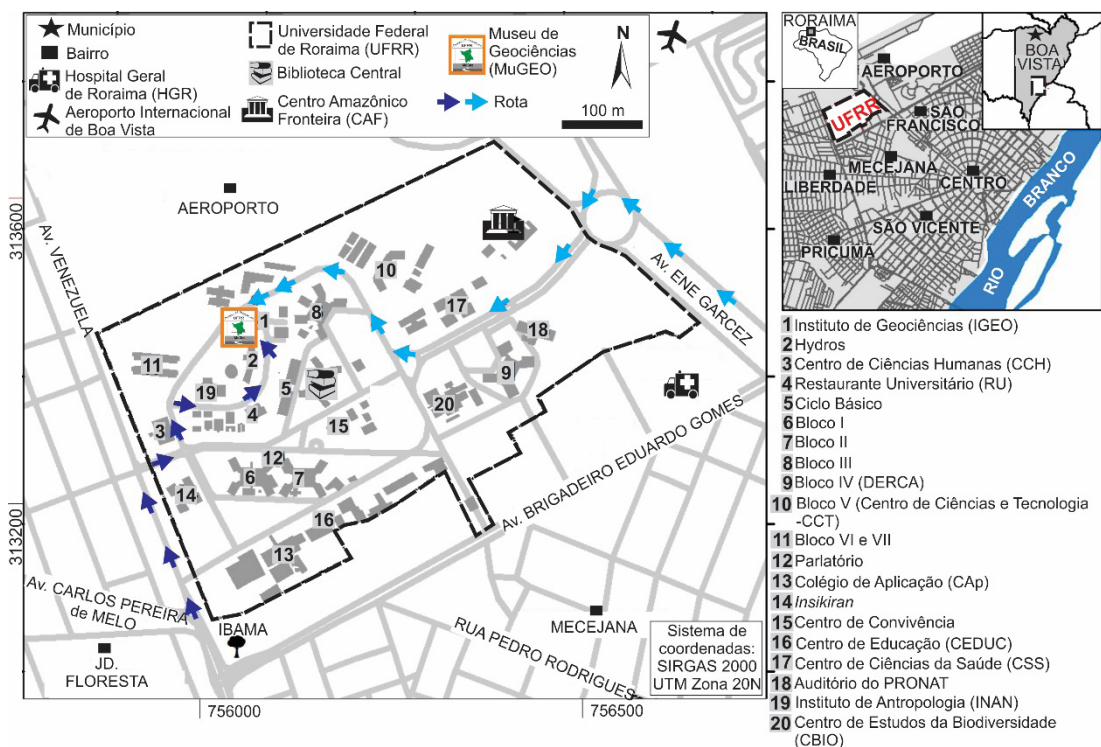 Município
Bairro
Hospital Geral
de Roraima (HGR)
Aeroporto Internacional
de Boa Vista
Universidade Federal
de Roraima (UFRR)
Biblioteca Central
Centro Amazônico
Fronteira (CAF)
Museu de
Geociências
(MuGEO)
Rota
N
100 m
RORAIMA
BRASIL
BOA
VISTA
AEROPORTO
UFRR
SÃO
FRANCISCO
MECEJANA
LIBERDADE
CENTRO
SÃO VICENTE
PRICUMA
RIO
BRANCO
AEROPORTO
Av. VENEZUELA
Av. ENE GARCEZ
Av. BRIGADEIRO EDUARDO GOMES
Av. CARLOS PEREIRA
de MELO
IBAMA
JD.
FLORESTA
MECEJANA
RUA PEDRO RODRIGUES
10
17
18
1
8
2
11
5
9
19
20
4
15
3
12
6
7
14
16
13
313600
313200
756000
756500
Sistema de
coordenadas:
SIRGAS 2000
UTM Zona 20N
1 Instituto de Geociências (IGEO)
2 Hydros
3 Centro de Ciências Humanas (CCH)
4 Restaurante Universitário (RU)
5 Ciclo Básico
6 Bloco I
7 Bloco II
8 Bloco III
9 Bloco IV (DERCA)
10 Bloco V (Centro de Ciências e Tecnologia
-CCT)
11 Bloco VI e VII
12 Parlatório
13 Colégio de Aplicação (CAp)
14 Insikiran
15 Centro de Convivência
16 Centro de Educação (CEDUC)
17 Centro de Ciências da Saúde (CSS)
18 Auditório do PRONAT
19 Instituto de Antropologia (INAN)
20 Centro de Estudos da Biodiversidade
(CBIO)